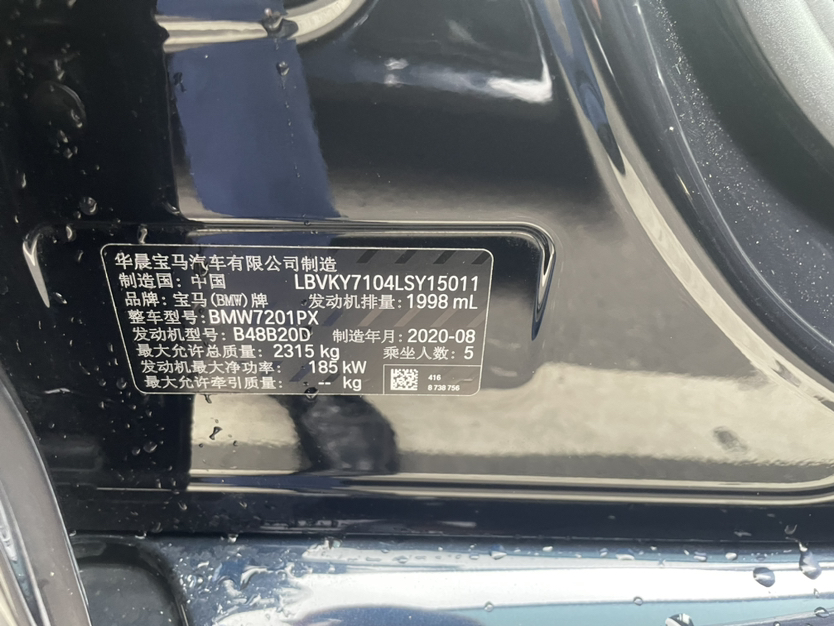 华晨宝马汽车有限公司制造
制造国: 中国 LBVKY7104LSY15011
品牌: 宝马(BMW)牌 发动机排量: 1998 mL
整车型号: BMW7201PX
发动机型号: B48B20D 制造年月: 2020-08
最大允许总质量: 2315 kg 乘坐人数: 5
发动机最大净功率: 185 kW
最大允许牵引质量: -- kg
416
8 738 756